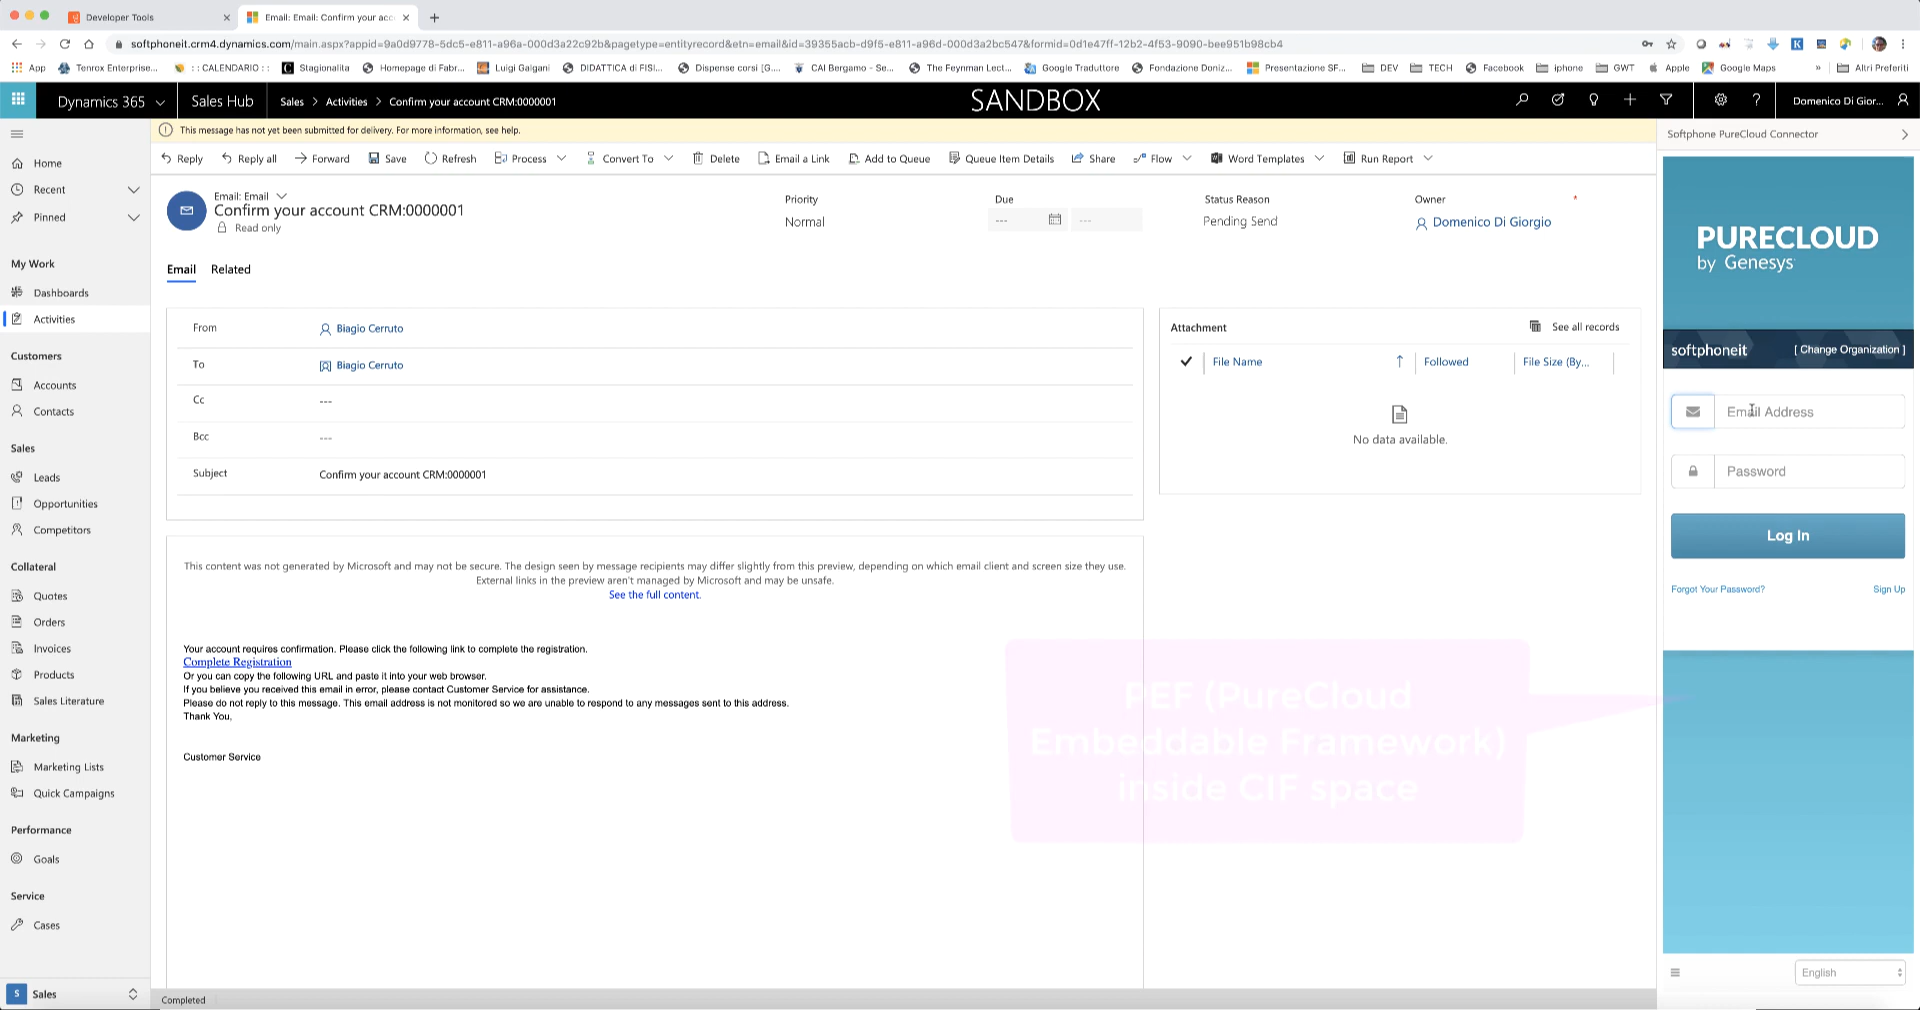 Developer Tools
Email: Email: Confirm your acc
softphoneit.crm4.dynamics.com/main.aspx?appid=9a0d9778-5dc5-e811-a96a-000d3a22c92b&pagetype=entityrecord&etn=email&id=39355acb-d9f5-e811-a96d-000d3a2bc547&formid=0d1e47ff-12b2-4f53-9090-bee951b98cb4
App Tenrox Enterprise... : : CALENDARIO : : Stagionalita Homepage di Fabr... Luigi Galgani DIDATTICA di FISI... Dispense corsi [G.... CAI Bergamo - Se... The Feynman Lect... Google Traduttore Fondazione Doniz... Presentazione SF... DEV TECH Facebook iphone GWT Apple Google Maps » Altri Preferiti
Dynamics 365 Sales Hub Sales > Activities > Confirm your account CRM:0000001 SANDBOX Domenico Di Gior...
This message has not yet been submitted for delivery. For more information, see help.
Softphone PureCloud Connector
Reply Reply all Forward Save Refresh Process Convert To Delete Email a Link Add to Queue Queue Item Details Share Flow Word Templates Run Report
Home
Recent
Pinned
My Work
Dashboards
Activities
Customers
Accounts
Contacts
Sales
Leads
Opportunities
Competitors
Collateral
Quotes
Orders
Invoices
Products
Sales Literature
Marketing
Marketing Lists
Quick Campaigns
Performance
Goals
Service
Cases
S Sales
Email: Email
Confirm your account CRM:0000001
Read only
Priority
Normal
Due
--- ---
Status Reason
Pending Send
Owner *
Domenico Di Giorgio
Email Related
From Biagio Cerruto
To Biagio Cerruto
Cc ---
Bcc ---
Subject Confirm your account CRM:0000001
Attachment See all records
File Name Followed File Size (By...
No data available.
This content was not generated by Microsoft and may not be secure. The design seen by message recipients may differ slightly from this preview, depending on which email client and screen size they use.
External links in the preview aren't managed by Microsoft and may be unsafe.
See the full content.
Your account requires confirmation. Please click the following link to complete the registration.
Complete Registration
Or you can copy the following URL and paste it into your web browser.
If you believe you received this email in error, please contact Customer Service for assistance.
Please do not reply to this message. This email address is not monitored so we are unable to respond to any messages sent to this address.
Thank You,
Customer Service
PEF (PureCloud
Embeddable Framework)
inside CIF space
Completed
PURECLOUD
by Genesys
softphoneit [ Change Organization ]
Email Address
Password
Log In
Forgot Your Password? Sign Up
English